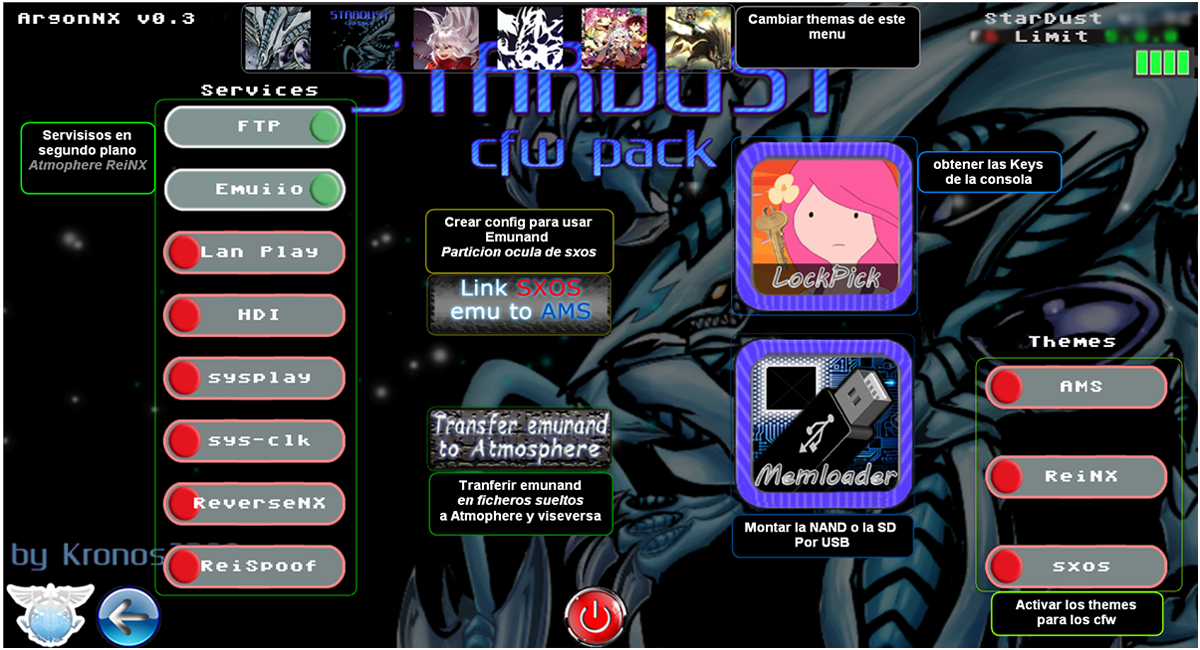 ArgonNX v0.3
STARDUST
Cambiar themas de este
menu
StarDust
Limit
STARDUST
cfw pack
Services
FTP
Emuiio
Lan Play
HDI
sysplay
sys-clk
ReverseNX
ReiSpoof
Servisisos en
segundo plano
Atmophere ReiNX
Crear config para usar
Emunand
Particion ocula de sxos
Link SXOS
emu to AMS
Transfer emunand
to Atmosphere
Tranferir emunand
en ficheros sueltos
a Atmophere y viseversa
LockPick
obtener las Keys
de la consola
Memloader
Montar la NAND o la SD
Por USB
Themes
AMS
ReiNX
sxos
Activar los themes
para los cfw
by Kronos